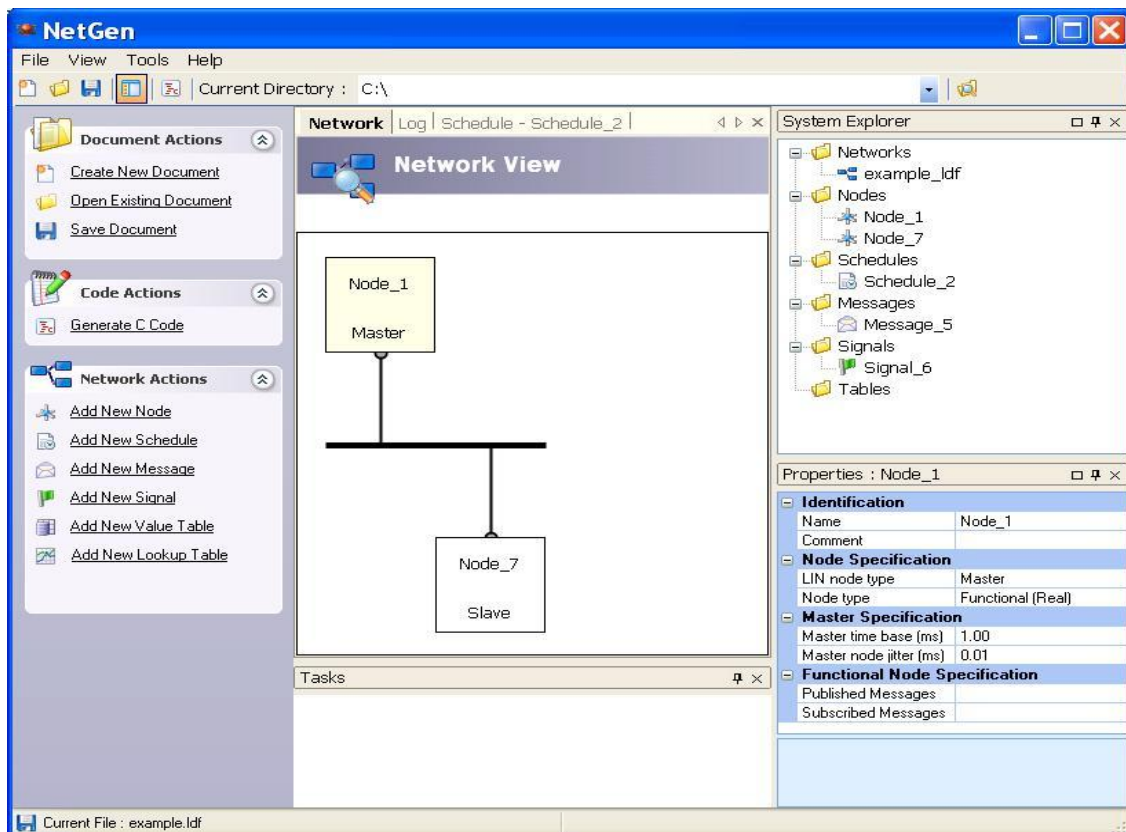 NetGen
File View Tools Help
Current Directory : C:\
Document Actions
Create New Document
Open Existing Document
Save Document
Code Actions
Generate C Code
Network Actions
Add New Node
Add New Schedule
Add New Message
Add New Signal
Add New Value Table
Add New Lookup Table
Network Log Schedule - Schedule_2
Network View
Node_1
Master
Node_7
Slave
Tasks
System Explorer
Networks
example_ldf
Nodes
Node_1
Node_7
Schedules
Schedule_2
Messages
Message_5
Signals
Signal_6
Tables
Properties : Node_1
Identification
Name Node_1
Comment
Node Specification
LIN node type Master
Node type Functional (Real)
Master Specification
Master time base (ms) 1.00
Master node jitter (ms) 0.01
Functional Node Specification
Published Messages
Subscribed Messages
Current File : example.ldf